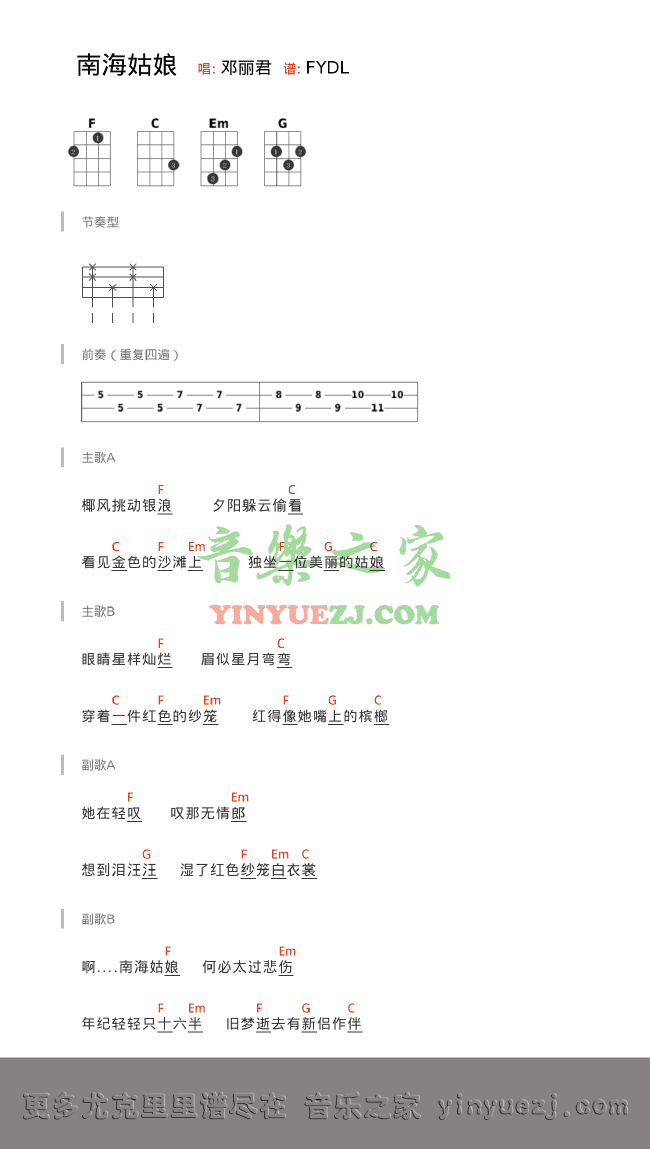 南海姑娘 唱: 邓丽君 谱: FYDL
F C Em G
2 1 3 1 2 3 1 2 3
节奏型
前奏（重复四遍）
5 5 7 7 8 8 10 10
5 5 7 7 9 9 11
主歌A
F C
椰风挑动银浪 夕阳躲云偷看
C F Em F G C
看见金色的沙滩上 独坐一位美丽的姑娘
音樂之家
YINYUEZJ.COM
主歌B
F C
眼睛星样灿烂 眉似星月弯弯
C F Em F G C
穿着一件红色的纱笼 红得像她嘴上的槟榔
副歌A
F Em
她在轻叹 叹那无情郎
G F Em C
想到泪汪汪 湿了红色纱笼白衣裳
副歌B
F Em
啊....南海姑娘 何必太过悲伤
F Em F G C
年纪轻轻只十六半 旧梦逝去有新侣作伴
更多尤克里里谱尽在 音乐之家 yinyuezj.com